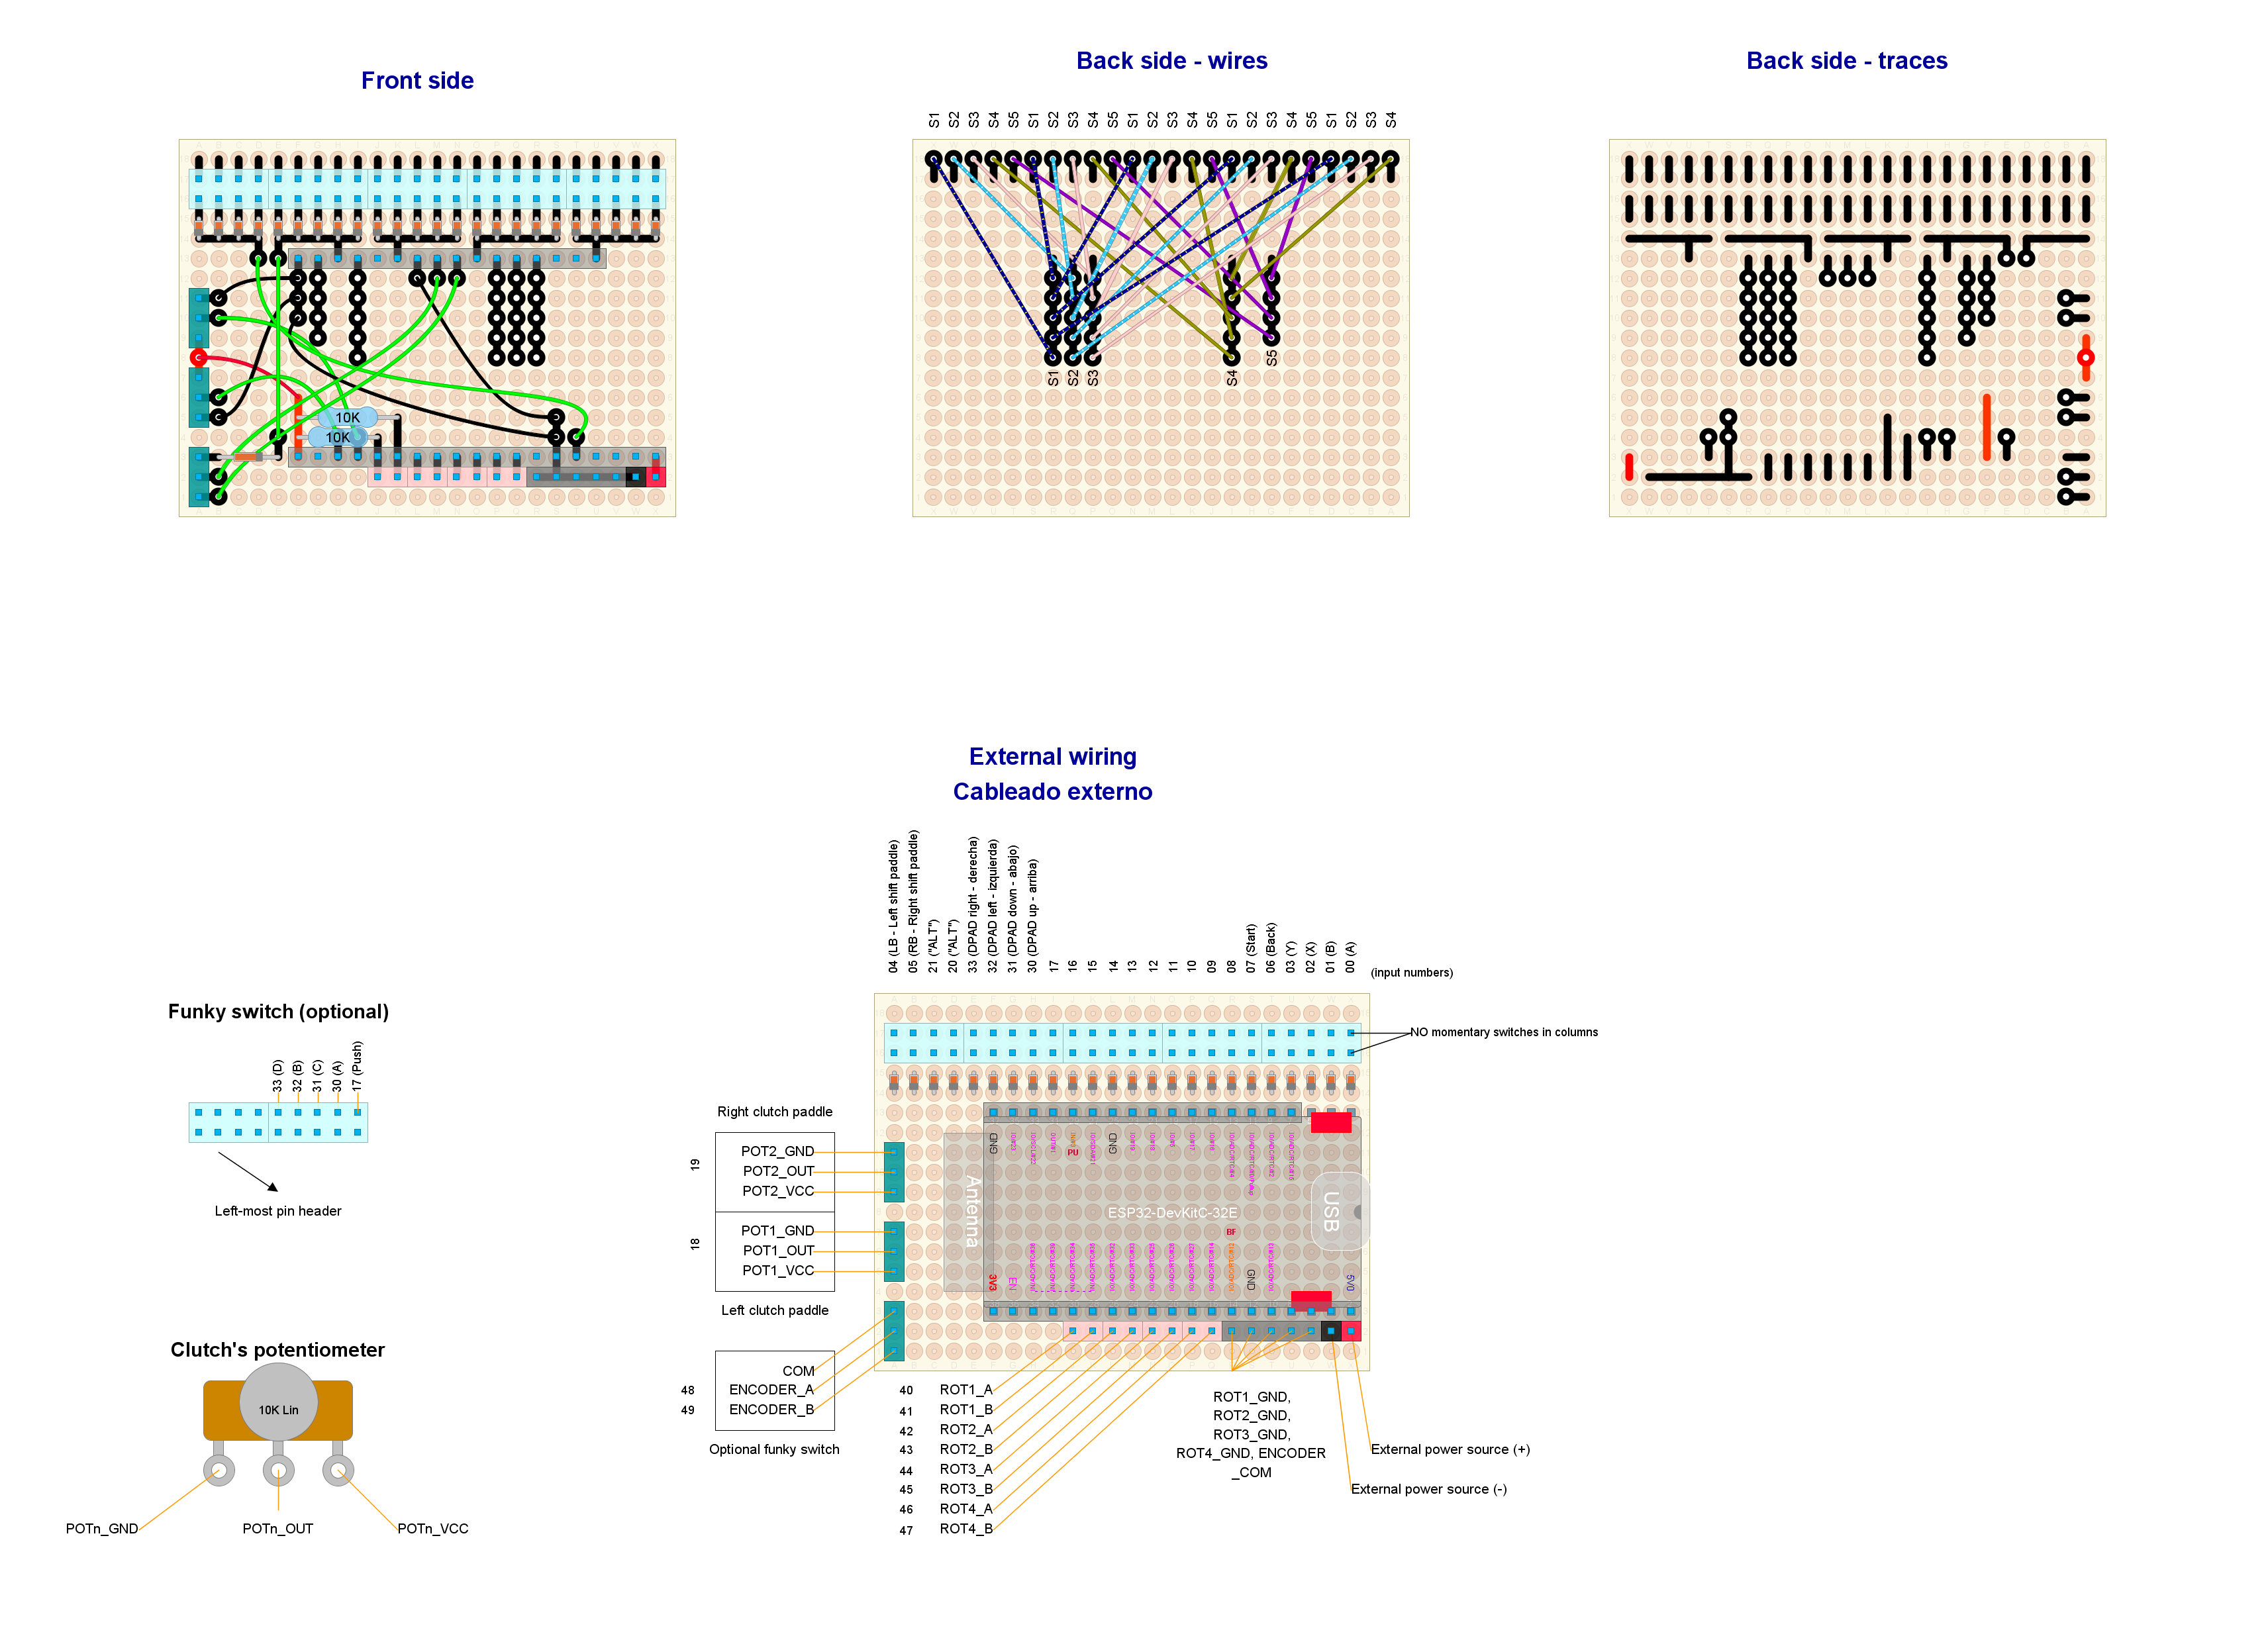 Front side
Back side - wires
Back side - traces
S1 S2 S3 S4 S5 S1 S2 S3 S4 S5 S1 S2 S3 S4 S5 S1 S2 S3 S4 S5 S1 S2 S3 S4
10K
10K
S1 S2 S3 S4 S5
External wiring
Cableado externo
04 (LB - Left shift paddle)
05 (RB - Right shift paddle)
21 ("ALT")
20 ("ALT")
33 (DPAD right - derecha)
32 (DPAD left - izquierda)
31 (DPAD down - abajo)
30 (DPAD up - arriba)
17
16
15
14
13
12
11
10
09
08
07 (Start)
06 (Back)
03 (Y)
02 (X)
01 (B)
00 (A)
(input numbers)
NO momentary switches in columns
Funky switch (optional)
33 (D)
32 (B)
31 (C)
30 (A)
17 (Push)
Left-most pin header
Right clutch paddle
19
POT2_GND
POT2_OUT
POT2_VCC
18
POT1_GND
POT1_OUT
POT1_VCC
Left clutch paddle
COM
48 ENCODER_A
49 ENCODER_B
Optional funky switch
GND
PU
GND
Antenna
ESP32-DevKitC-32E
USB
BF
3V3
EN
GND
5V0
40 ROT1_A
41 ROT1_B
42 ROT2_A
43 ROT2_B
44 ROT3_A
45 ROT3_B
46 ROT4_A
47 ROT4_B
ROT1_GND,
ROT2_GND,
ROT3_GND,
ROT4_GND, ENCODER
_COM
External power source (+)
External power source (-)
Clutch's potentiometer
10K Lin
POTn_GND
POTn_OUT
POTn_VCC